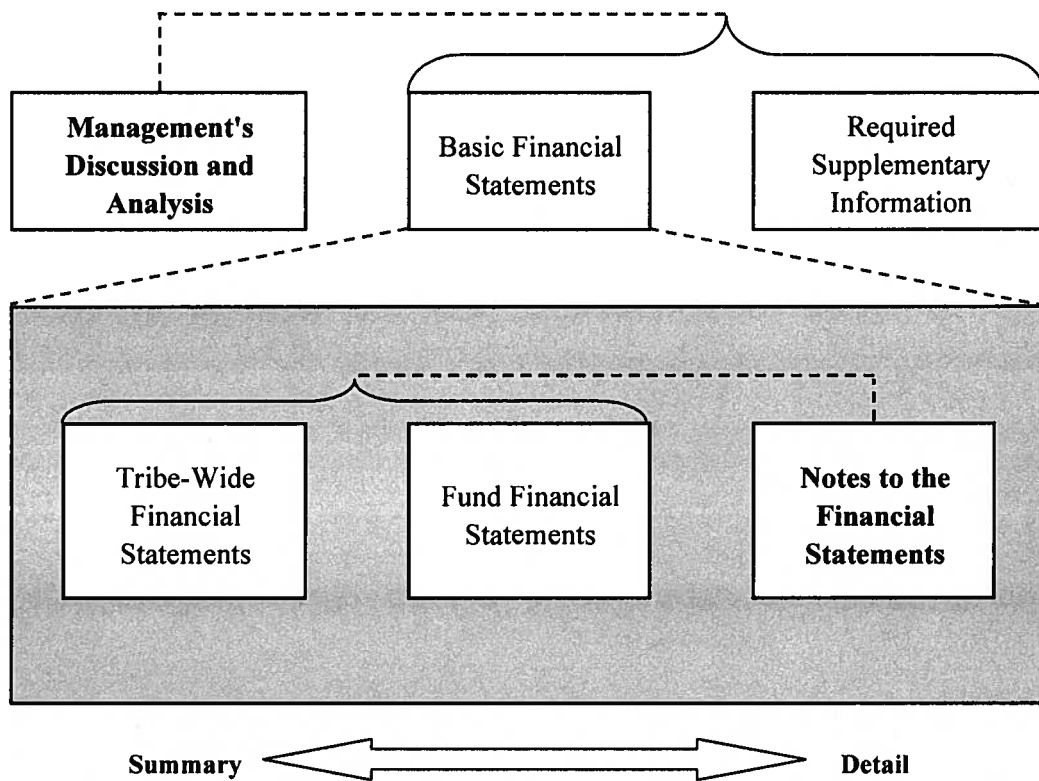 Management's
Discussion and
Analysis
Basic Financial
Statements
Required
Supplementary
Information
Tribe-Wide
Financial
Statements
Fund Financial
Statements
Notes to the
Financial
Statements
Summary
Detail